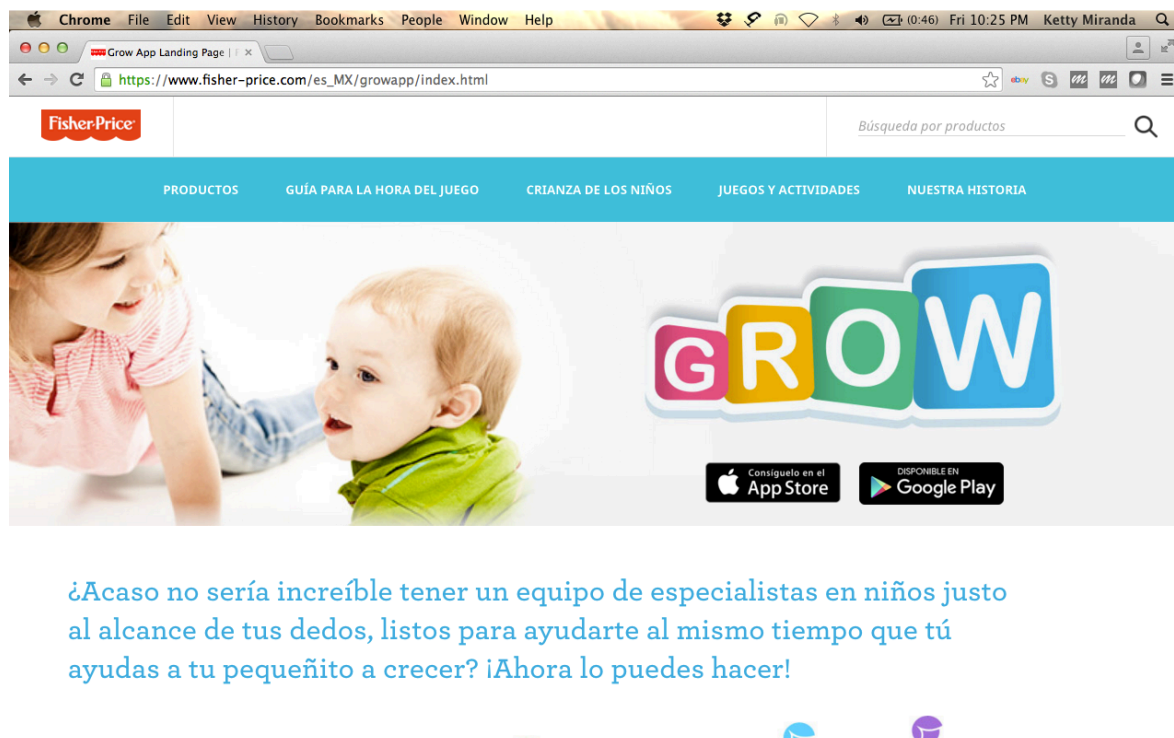 Chrome File Edit View History Bookmarks People Window Help (0:46) Fri 10:25 PM Ketty Miranda
Grow App Landing Page |
https://www.fisher-price.com/es_MX/growapp/index.html
ebay
Fisher-Price
Búsqueda por productos
PRODUCTOS GUÍA PARA LA HORA DEL JUEGO CRIANZA DE LOS NIÑOS JUEGOS Y ACTIVIDADES NUESTRA HISTORIA
GROW
Consíguelo en el
App Store
DISPONIBLE EN
Google Play
¿Acaso no sería increíble tener un equipo de especialistas en niños justo
al alcance de tus dedos, listos para ayudarte al mismo tiempo que tú
ayudas a tu pequeñito a crecer? ¡Ahora lo puedes hacer!